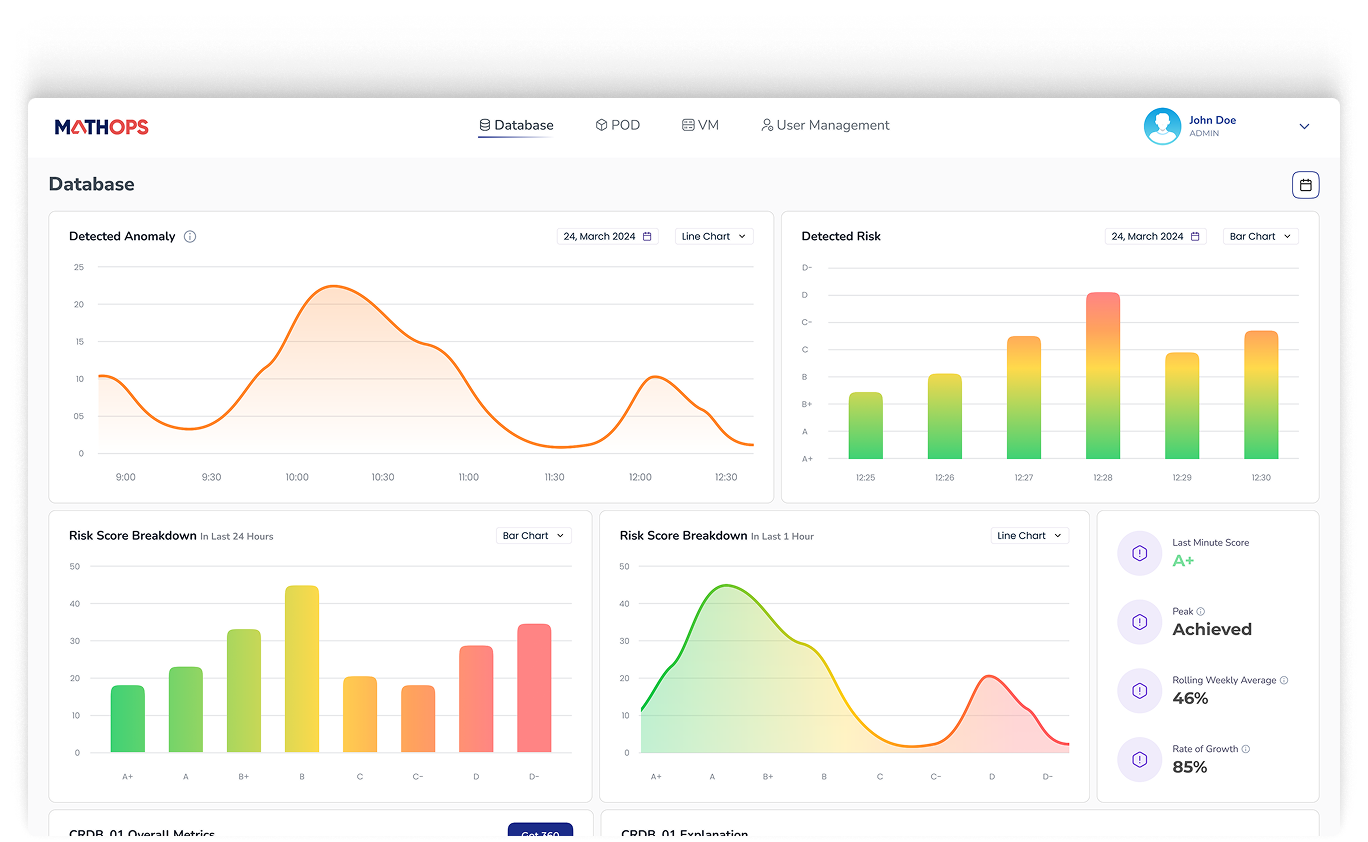 MATHOPS
Database
POD
VM
User Management
John Doe
ADMIN
Database
Detected Anomaly
24, March 2024
Line Chart
25
20
15
10
05
0
9:00 9:30 10:00 10:30 11:00 11:30 12:00 12:30
Detected Risk
24, March 2024
Bar Chart
D-
D
C-
C
B
B+
A
A+
12:25 12:26 12:27 12:28 12:29 12:30
Risk Score Breakdown In Last 24 Hours
Bar Chart
50
40
30
20
10
0
A+ A B+ B C C- D D-
Risk Score Breakdown In Last 1 Hour
Line Chart
50
40
30
20
10
0
A+ A B+ B C C- D D-
Last Minute Score
A+
Peak
Achieved
Rolling Weekly Average
46%
Rate of Growth
85%
CRDB_01 Overall Metrics
Get 360
CRDB_01 Explanation